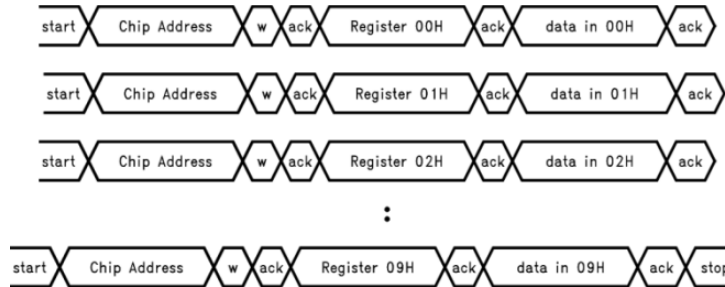 start Chip Address w ack Register 00H ack data in 00H ack
start Chip Address w ack Register 01H ack data in 01H ack
start Chip Address w ack Register 02H ack data in 02H ack
:
start Chip Address w ack Register 09H ack data in 09H ack stop